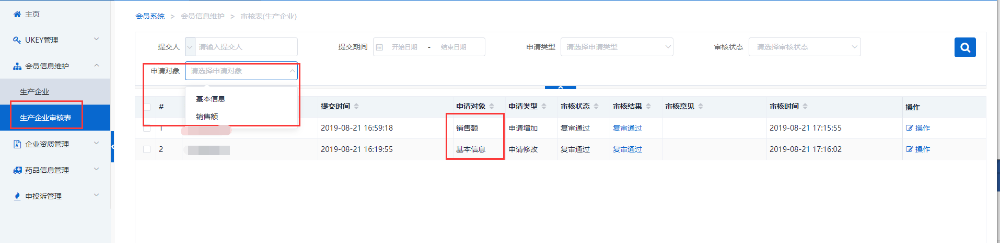 主页
UKEY管理
会员信息维护
生产企业
生产企业审核表
企业资质管理
药品信息管理
申投诉管理
会员系统 > 会员信息维护 > 审核表(生产企业)
提交人 请输入提交人 提交期间 开始日期 - 结束日期 申请类型 请选择申请类型 审核状态 请选择审核状态
申请对象 请选择申请对象
基本信息
销售额
# 提交时间 申请对象 申请类型 审核状态 审核结果 审核意见 审核时间 操作
1 2019-08-21 16:59:18 销售额 申请增加 复审通过 复审通过 2019-08-21 17:15:55 操作
2 2019-08-21 16:19:55 基本信息 申请修改 复审通过 复审通过 2019-08-21 17:16:02 操作